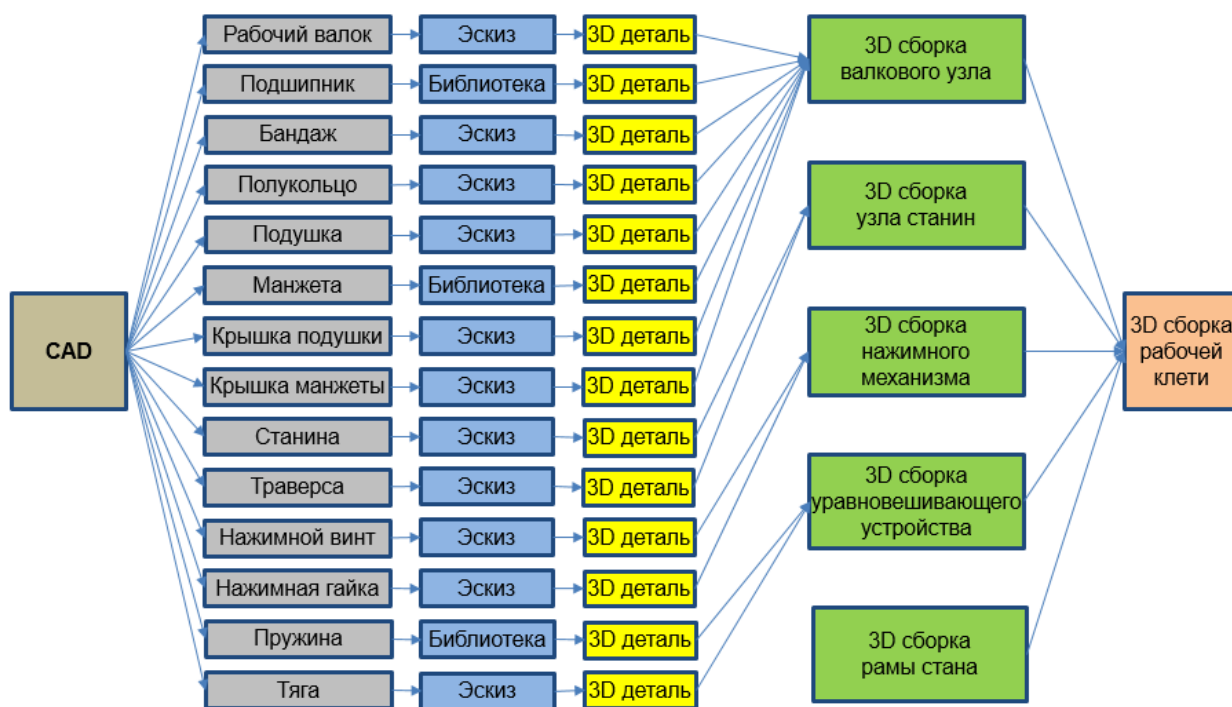 CAD
Рабочий валок
Эскиз
3D деталь
Подшипник
Библиотека
3D деталь
Бандаж
Эскиз
3D деталь
Полукольцо
Эскиз
3D деталь
Подушка
Эскиз
3D деталь
Манжета
Библиотека
3D деталь
Крышка подушки
Эскиз
3D деталь
Крышка манжеты
Эскиз
3D деталь
Станина
Эскиз
3D деталь
Траверса
Эскиз
3D деталь
Нажимной винт
Эскиз
3D деталь
Нажимная гайка
Эскиз
3D деталь
Пружина
Библиотека
3D деталь
Тяга
Эскиз
3D деталь
3D сборка
валкового узла
3D сборка
узла станин
3D сборка
нажимного
механизма
3D сборка
уравновешивающего
устройства
3D сборка
рамы стана
3D сборка
рабочей
клети